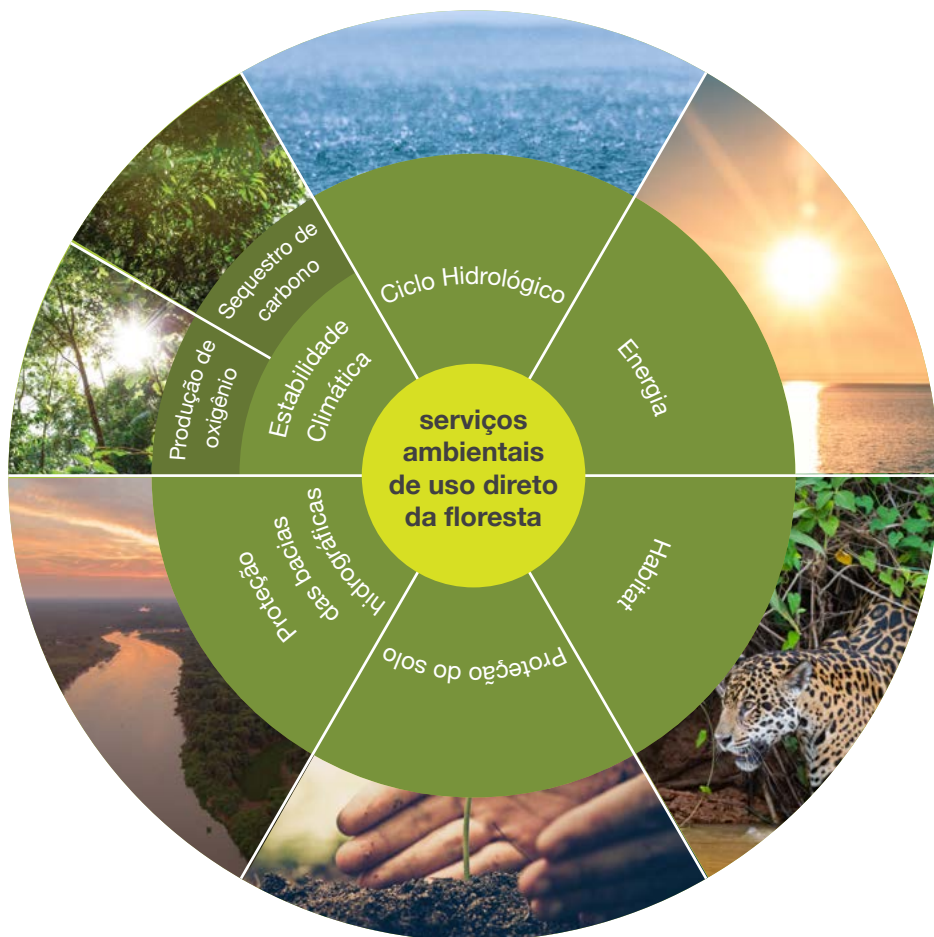 serviços
ambientais
de uso direto
da floresta
Ciclo Hidrológico
Energia
Habitat
Proteção do solo
Proteção
das bacias
hidrográficas
Estabilidade
Climática
Produção de
oxigênio
Sequestro de
carbono